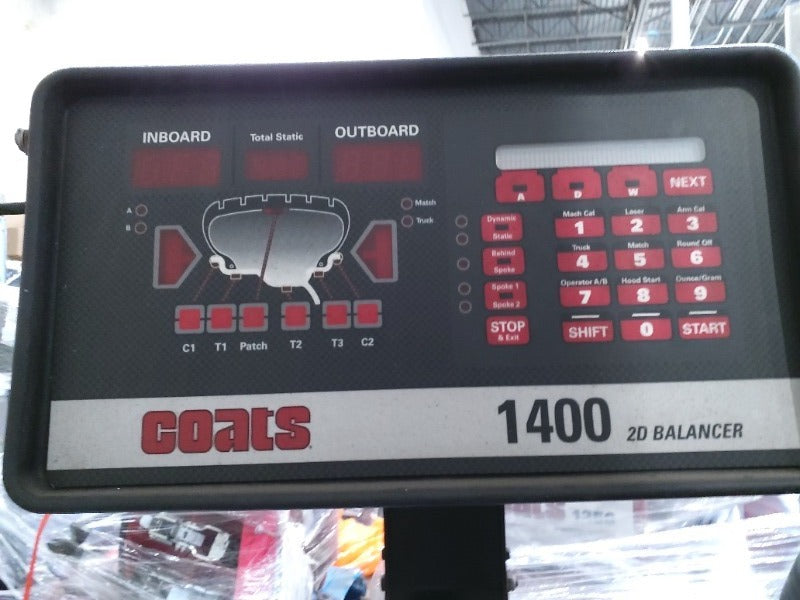 INBOARD
Total Static
OUTBOARD
A
B
Match
Truck
C1 T1 Patch T2 T3 C2
A D W NEXT
Dynamic
Static
Behind
Spoke
Spoke 1
Spoke 2
STOP
& Exit
Mach Cal Laser Arm Cal
1 2 3
Truck Match Round Off
4 5 6
Operator A/B Hood Start Ounce/Gram
7 8 9
SHIFT 0 START
COATS
1400 2D BALANCER